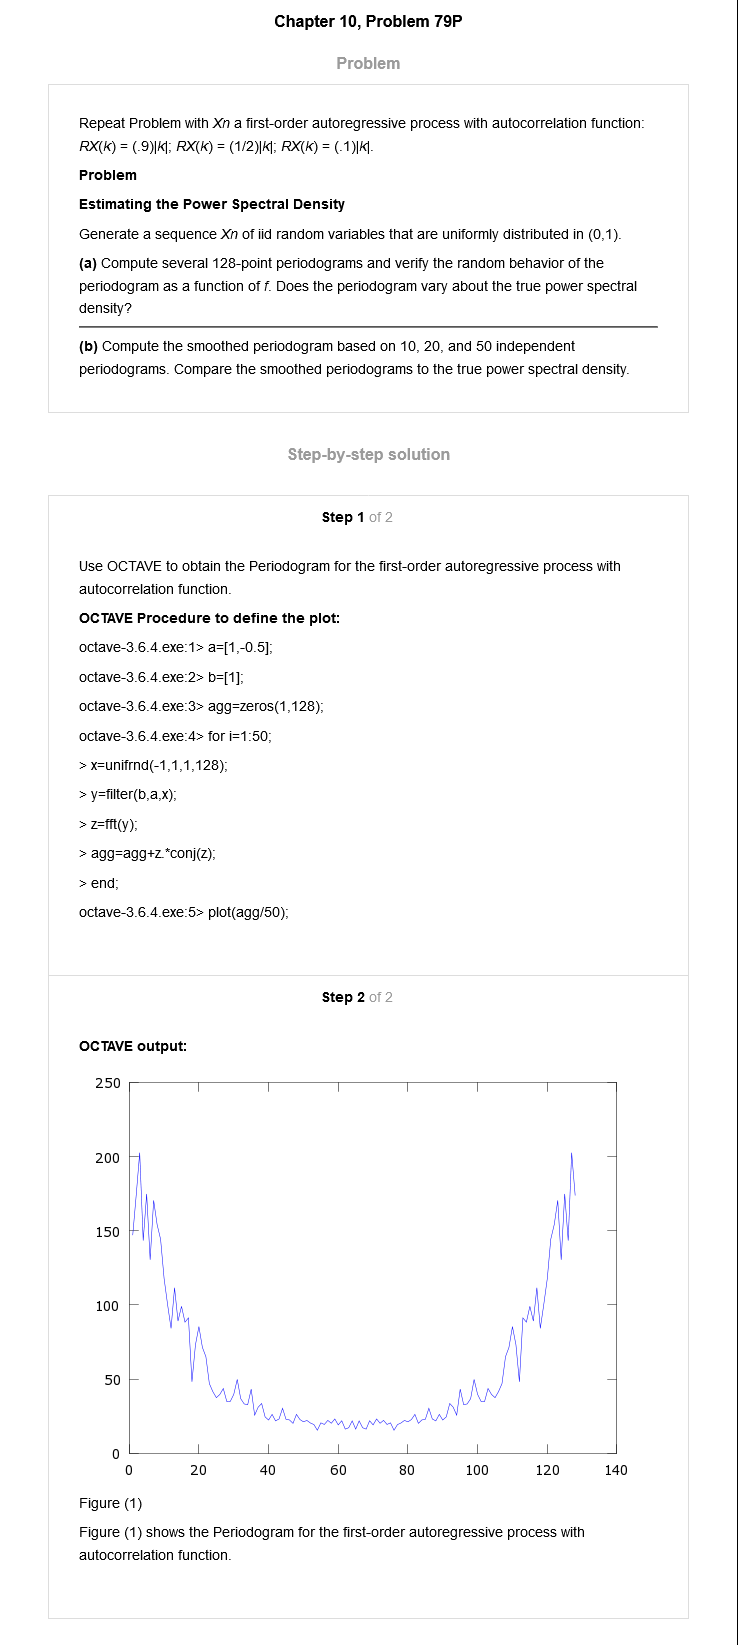 Chapter 10, Problem 79P
Problem
Repeat Problem with Xn a first-order autoregressive process with autocorrelation function:
RX(k) = (.9)|k|; RX(k) = (1/2)|k|; RX(k) = (.1)|k|.
Problem
Estimating the Power Spectral Density
Generate a sequence Xn of iid random variables that are uniformly distributed in (0,1).
(a) Compute several 128-point periodograms and verify the random behavior of the
periodogram as a function of f. Does the periodogram vary about the true power spectral
density?
(b) Compute the smoothed periodogram based on 10, 20, and 50 independent
periodograms. Compare the smoothed periodograms to the true power spectral density.
Step-by-step solution
Step 1 of 2
Use OCTAVE to obtain the Periodogram for the first-order autoregressive process with
autocorrelation function.
OCTAVE Procedure to define the plot:
octave-3.6.4.exe:1> a=[1,-0.5];
octave-3.6.4.exe:2> b=[1];
octave-3.6.4.exe:3> agg=zeros(1,128);
octave-3.6.4.exe:4> for i=1:50;
> x=unifrnd(-1,1,1,128);
> y=filter(b,a,x);
> z=fft(y);
> agg=agg+z.*conj(z);
> end;
octave-3.6.4.exe:5> plot(agg/50);
Step 2 of 2
OCTAVE output:
250
200
150
100
50
0
0 20 40 60 80 100 120 140
Figure (1)
Figure (1) shows the Periodogram for the first-order autoregressive process with
autocorrelation function.